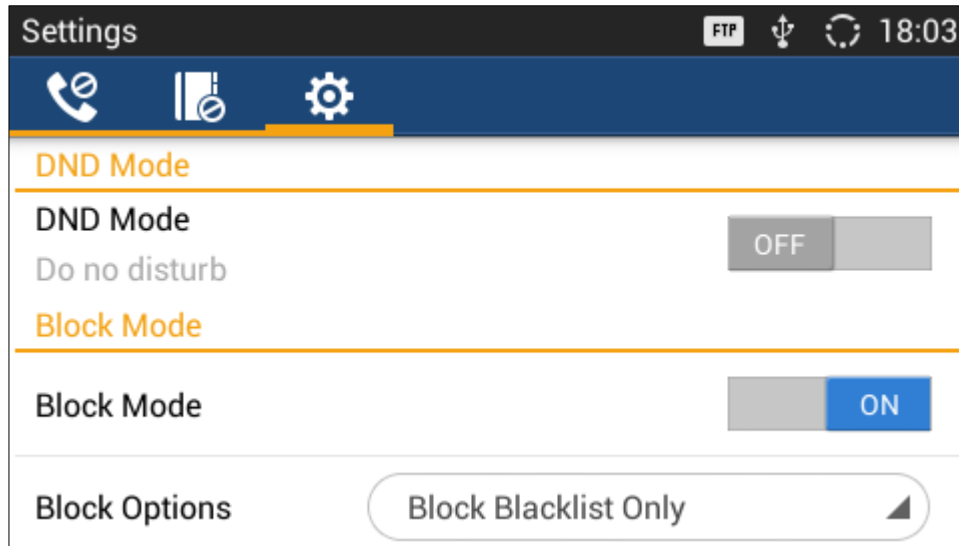 Settings FTP 18:03
DND Mode
DND Mode
OFF
Do no disturb
Block Mode
Block Mode ON
Block Options Block Blacklist Only